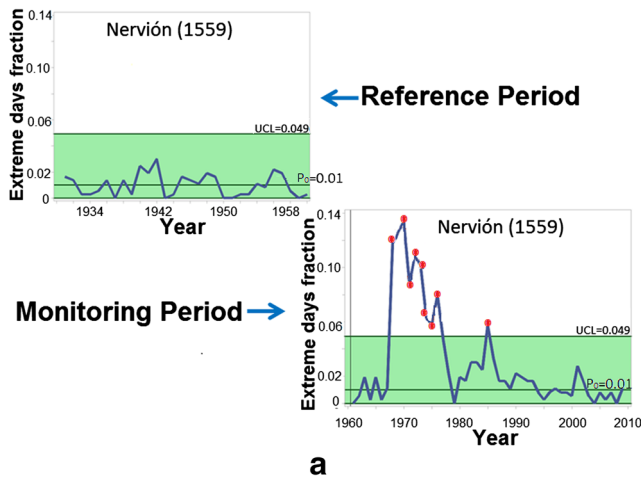 0.14
Nervión (1559)
0.10
Extreme days fraction
0.06
UCL=0.049
0.02
P₀=0.01
0
1934 1942 1950 1958
Year
Reference Period
0.14
Nervión (1559)
0.10
Extreme days fraction
0.06
UCL=0.049
0.02
P₀=0.01
0
1960 1970 1980 1990 2000 2010
Year
Monitoring Period
a